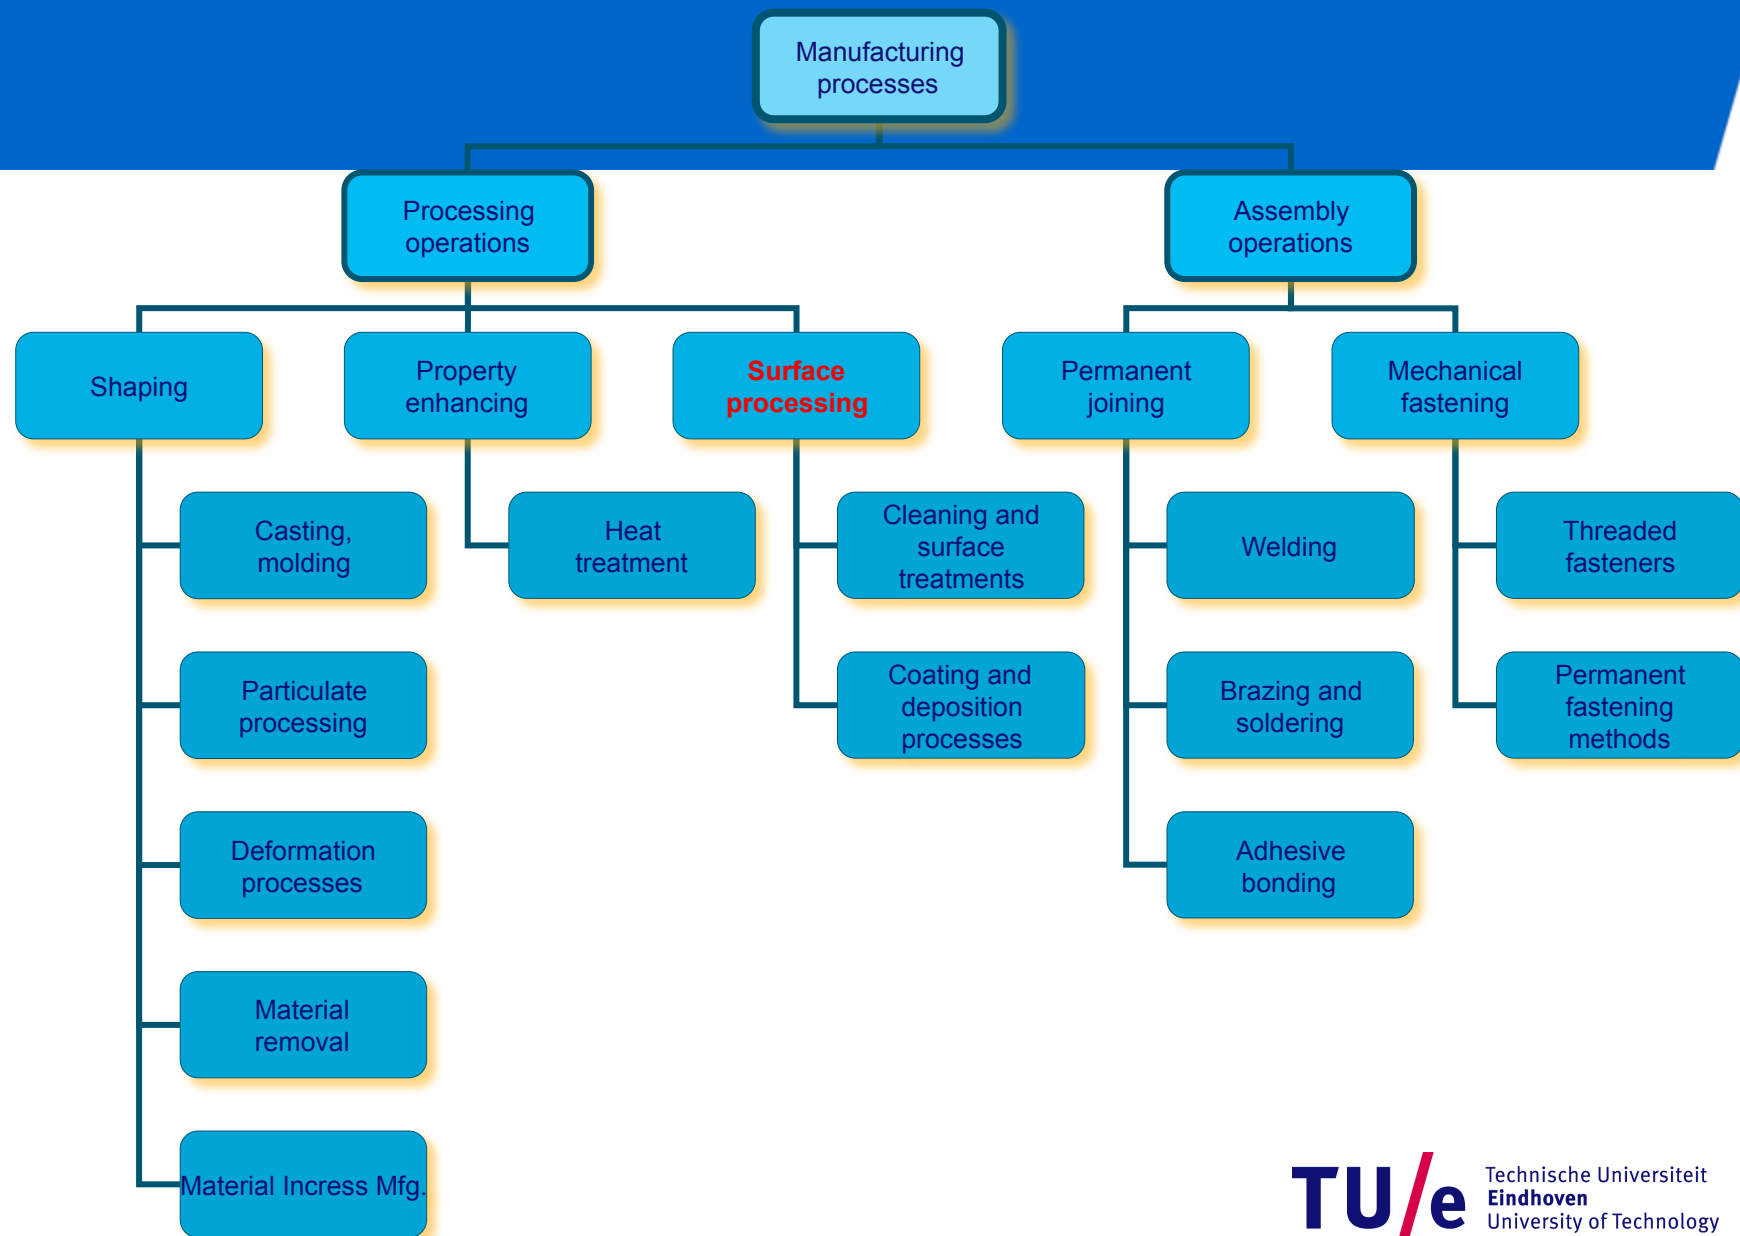 Manufacturing
processes
Processing
operations
Assembly
operations
Shaping
Property
enhancing
Surface
processing
Permanent
joining
Mechanical
fastening
Casting,
molding
Heat
treatment
Cleaning and
surface
treatments
Welding
Threaded
fasteners
Particulate
processing
Coating and
deposition
processes
Brazing and
soldering
Permanent
fastening
methods
Deformation
processes
Adhesive
bonding
Material
removal
Material Incress Mfg.
TU/e
Technische Universiteit
Eindhoven
University of Technology